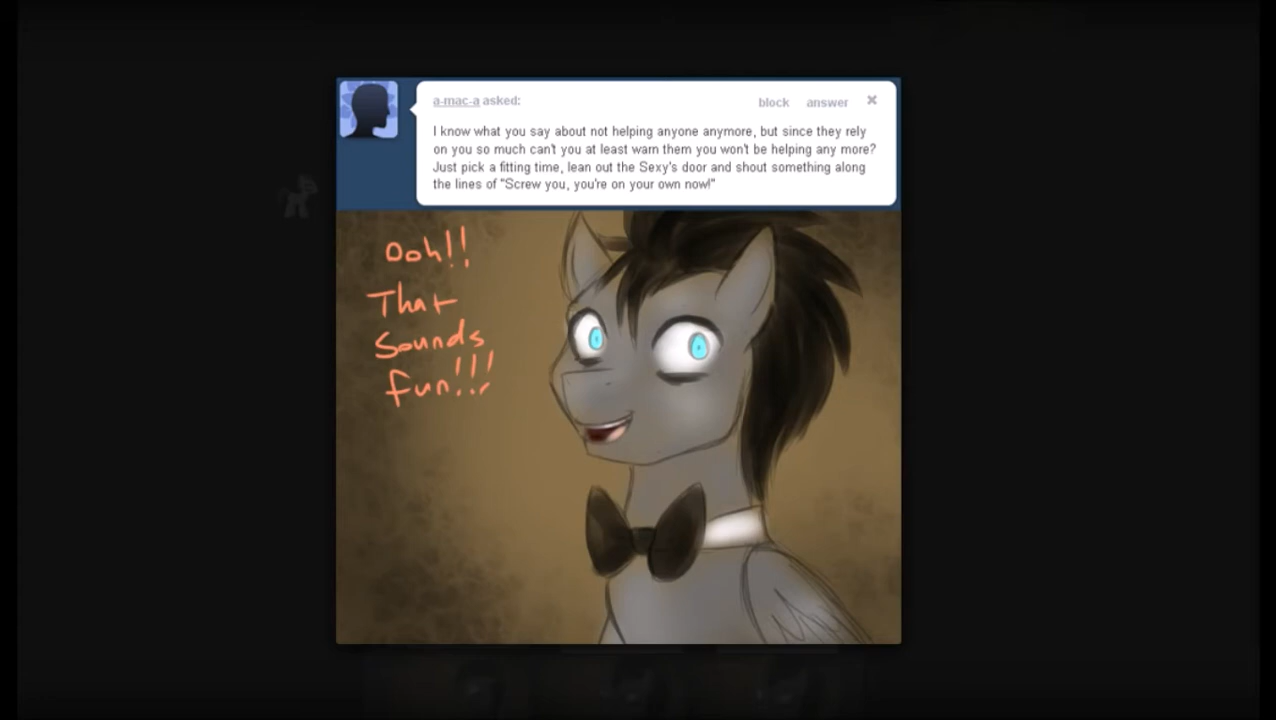 a-mac-a asked:
block answer ×
I know what you say about not helping anyone anymore, but since they rely
on you so much can't you at least warn them you won't be helping any more?
Just pick a fitting time, lean out the Sexy's door and shout something along
the lines of "Screw you, you're on your own now!"
Ooh!!
That
Sounds
fun!!!